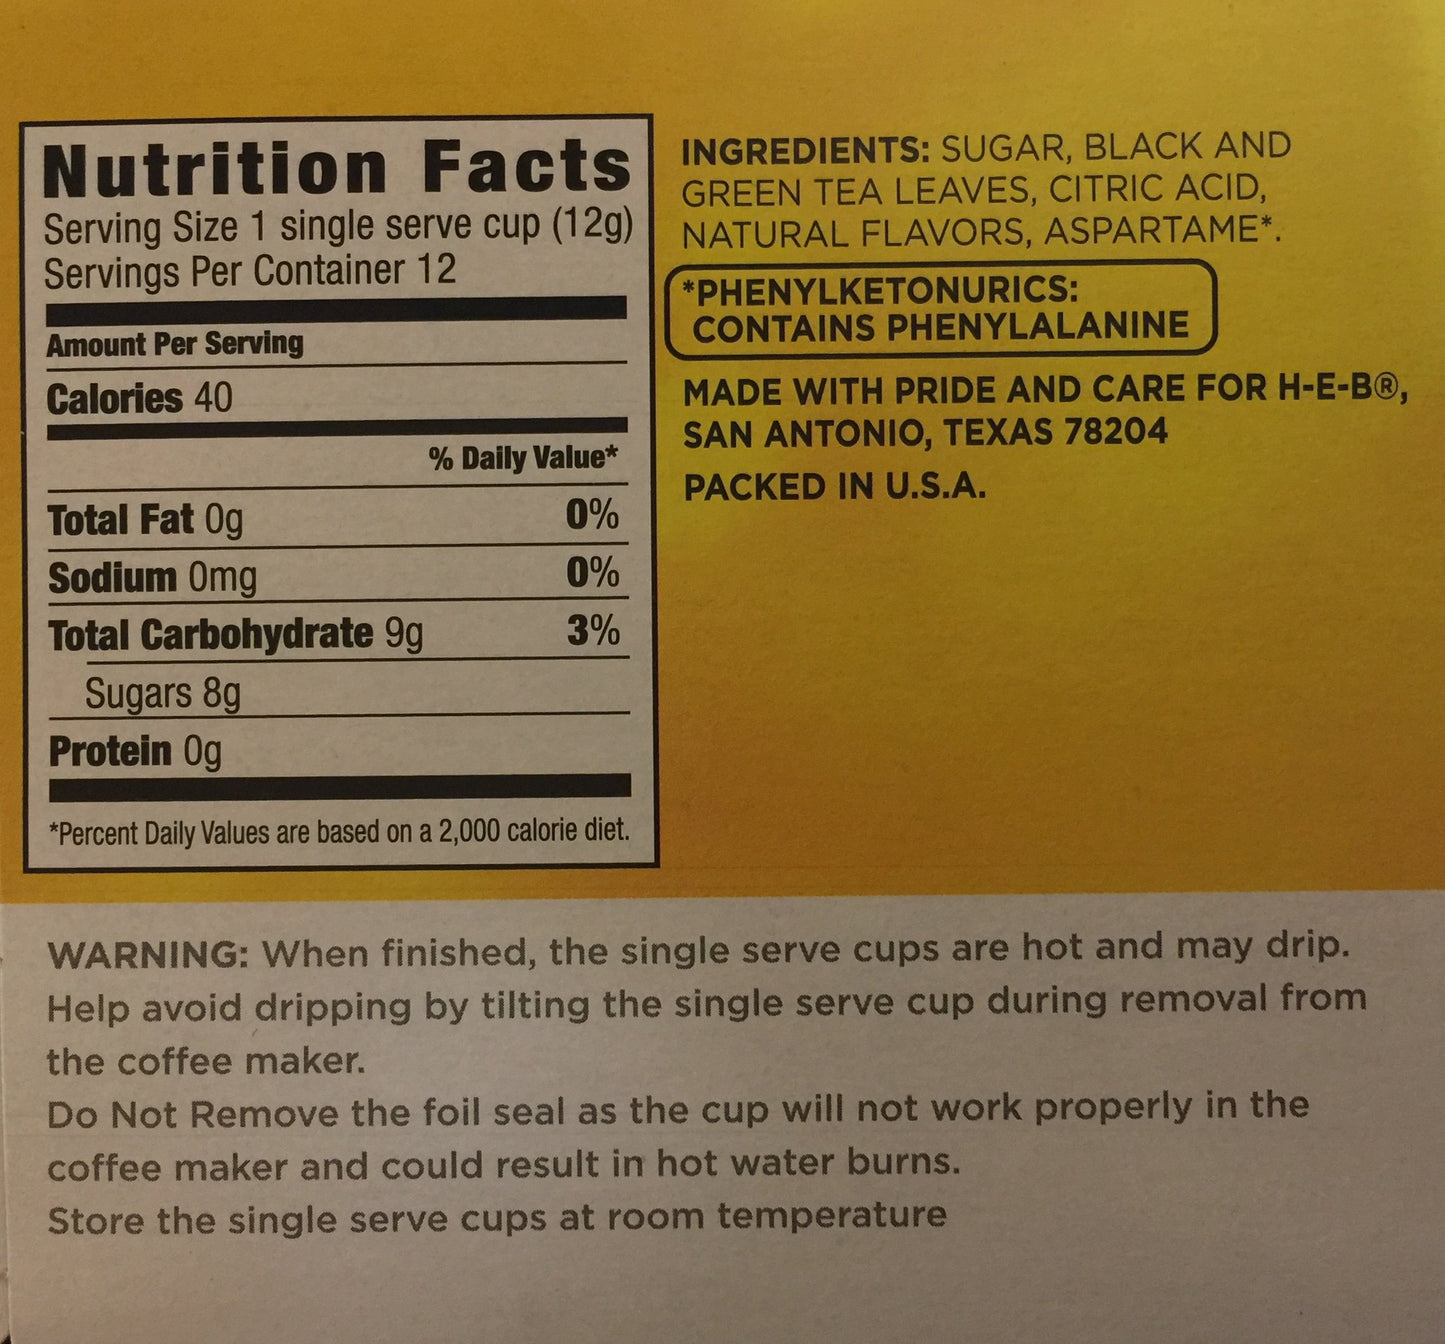 Nutrition Facts
Serving Size 1 single serve cup (12g)
Servings Per Container 12
Amount Per Serving
Calories 40
% Daily Value*
Total Fat 0g 0%
Sodium 0mg 0%
Total Carbohydrate 9g 3%
Sugars 8g
Protein 0g
*Percent Daily Values are based on a 2,000 calorie diet.
INGREDIENTS: SUGAR, BLACK AND
GREEN TEA LEAVES, CITRIC ACID,
NATURAL FLAVORS, ASPARTAME*.
*PHENYLKETONURICS:
CONTAINS PHENYLALANINE
MADE WITH PRIDE AND CARE FOR H-E-B®,
SAN ANTONIO, TEXAS 78204
PACKED IN U.S.A.
WARNING: When finished, the single serve cups are hot and may drip.
Help avoid dripping by tilting the single serve cup during removal from
the coffee maker.
Do Not Remove the foil seal as the cup will not work properly in the
coffee maker and could result in hot water burns.
Store the single serve cups at room temperature